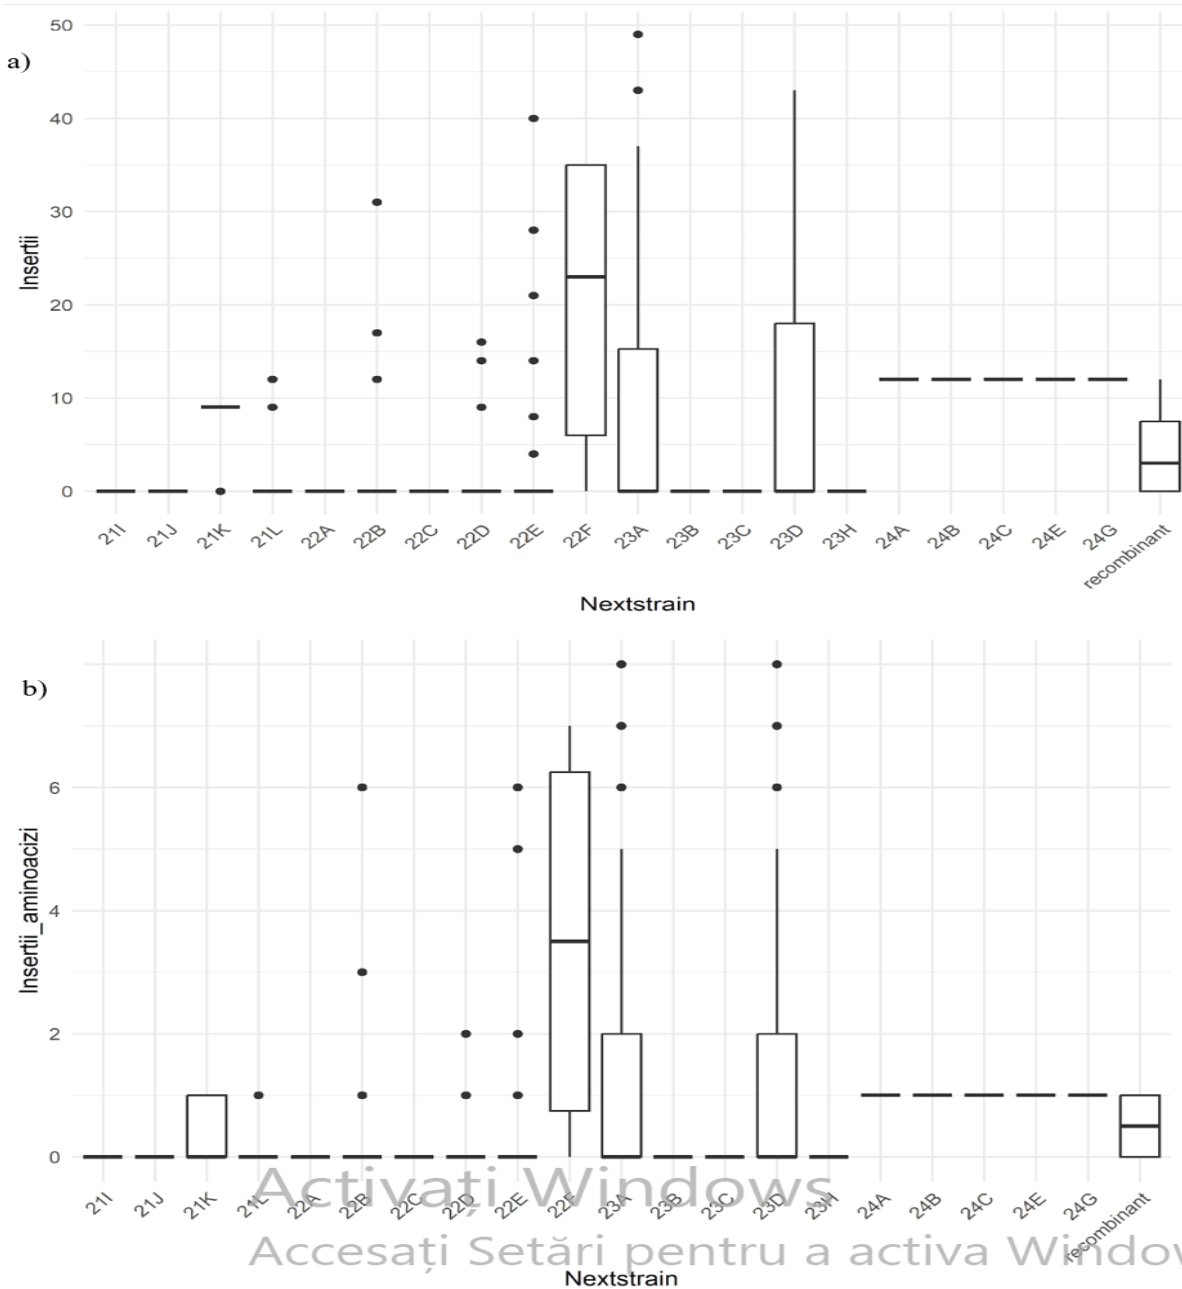 a)
50
40
30
20
10
0
Insertii
21I 21J 21K 21L 22A 22B 22C 22D 22E 22F 23A 23B 23C 23D 23H 24A 24B 24C 24E 24G recombinant
Nextstrain
b)
6
4
2
0
Insertii_aminoacizi
21I 21J 21K 21L 22A 22B 22C 22D 22E 22F 23A 23B 23C 23D 23H 24A 24B 24C 24E 24G recombinant
Activați Windows
Accesați Setări pentru a activa Window
Nextstrain